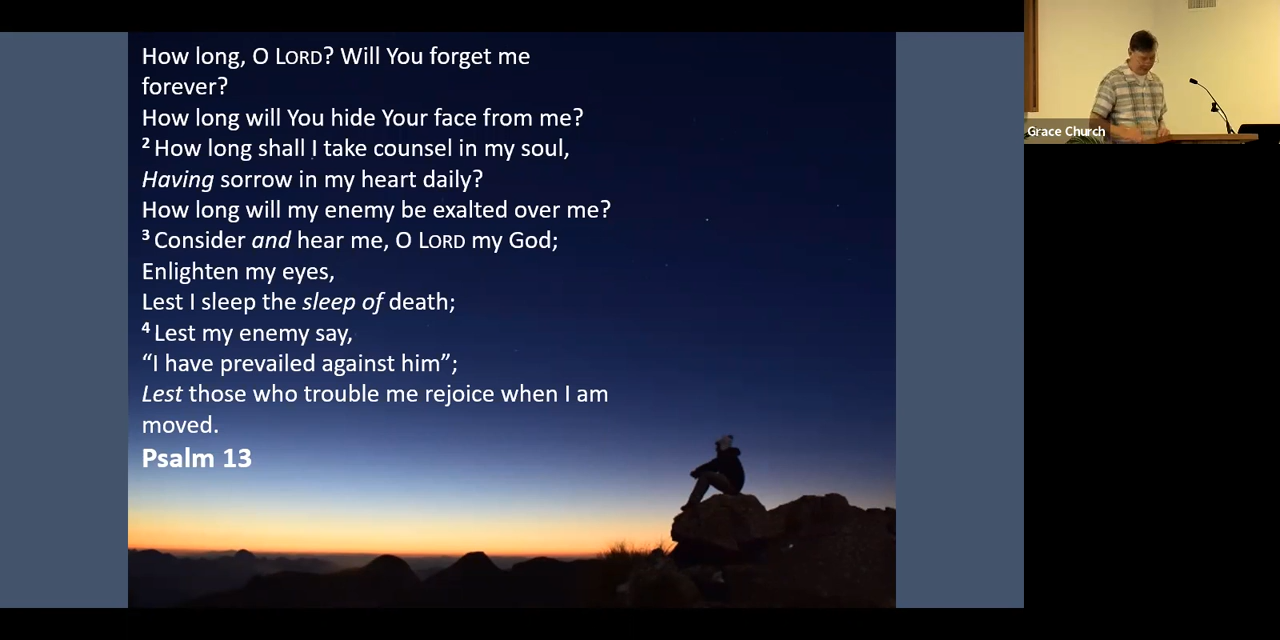 How long, O LORD? Will You forget me
forever?
How long will You hide Your face from me?
2 How long shall I take counsel in my soul,
Having sorrow in my heart daily?
How long will my enemy be exalted over me?
3 Consider and hear me, O LORD my God;
Enlighten my eyes,
Lest I sleep the sleep of death;
4 Lest my enemy say,
“I have prevailed against him”;
Lest those who trouble me rejoice when I am
moved.
Psalm 13
Grace Church